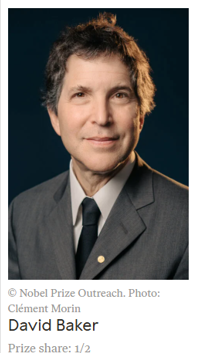 © Nobel Prize Outreach. Photo:
Clément Morin
David Baker
Prize share: 1/2